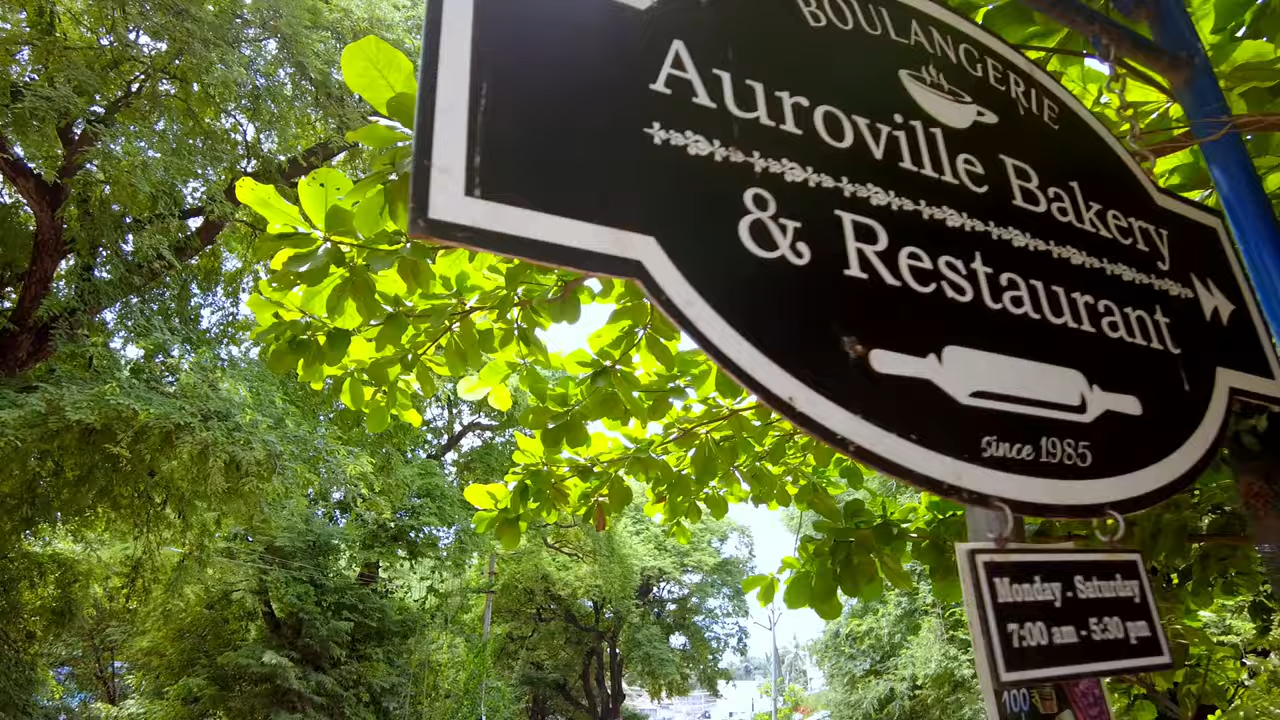 BOULANGERIE
Auroville Bakery
& Restaurant
since 1985
Monday - Saturday
7:00 am - 5:30 pm
100